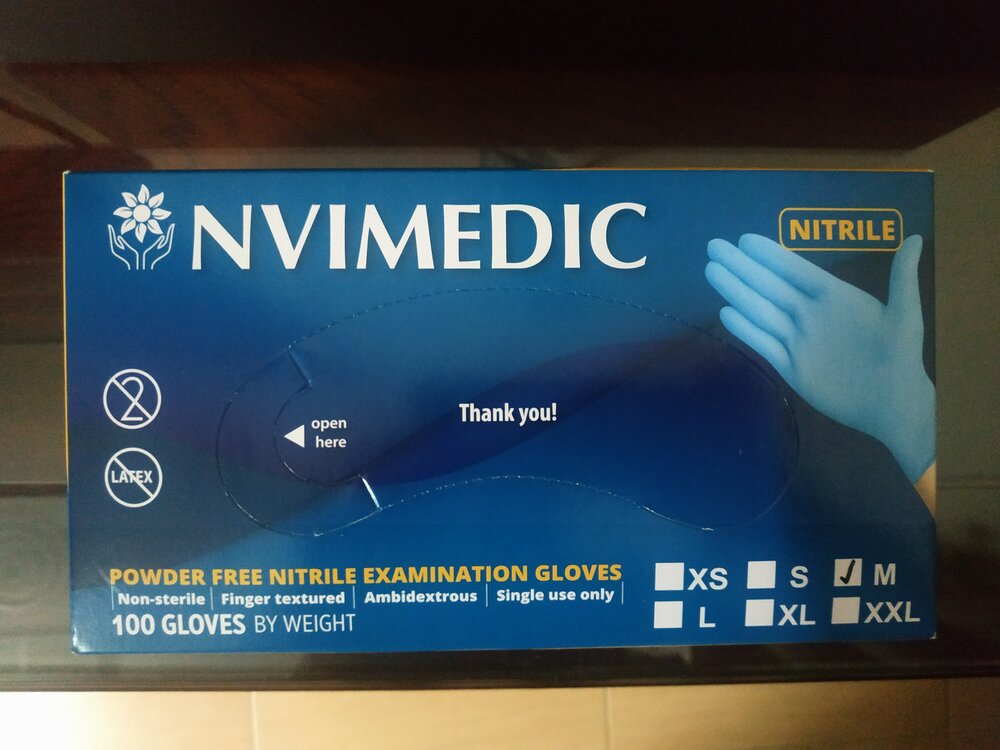 NVIMEDIC
NITRILE
2
LATEX
open
here
Thank you!
POWDER FREE NITRILE EXAMINATION GLOVES
Non-sterile | Finger textured | Ambidextrous | Single use only
100 GLOVES BY WEIGHT
XS S M
L XL XXL